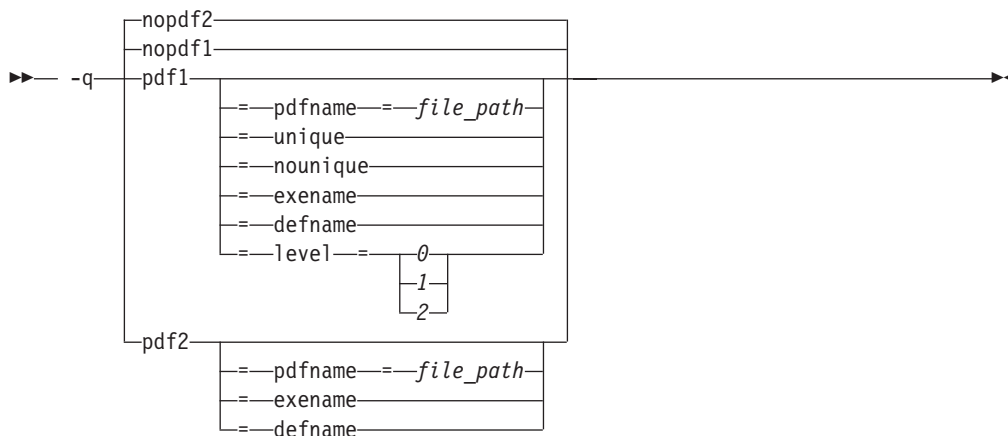 nopdf2
nopdf1
-q pdf1
= pdfname = file_path
= unique
= nounique
= exename
= defname
= level = 0
1
2
pdf2
= pdfname = file_path
= exename
= defname